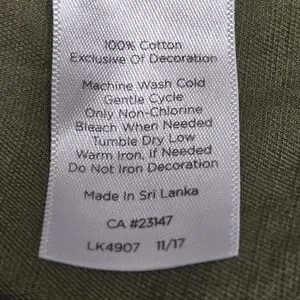 100% Cotton
Exclusive Of Decoration
Machine Wash Cold
Gentle Cycle
Only Non-Chlorine
Bleach When Needed
Tumble Dry Low
Warm Iron, If Needed
Do Not Iron Decoration
Made In Sri Lanka
CA #23147
LK4907 11/17